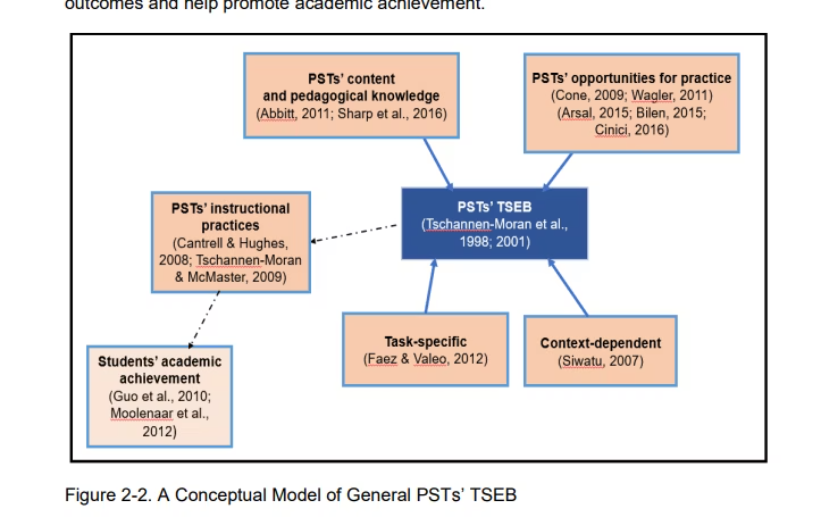 outcomes and help promote academic achievement.
PSTs' content
and pedagogical knowledge
(Abbitt, 2011; Sharp et al., 2016)
PSTs' opportunities for practice
(Cone, 2009; Wagler, 2011)
(Arsal, 2015; Bilen, 2015;
Cinici, 2016)
PSTs' instructional
practices
(Cantrell & Hughes,
2008; Tschannen-Moran
& McMaster, 2009)
PSTs' TSEB
(Tschannen-Moran et al.,
1998; 2001)
Students' academic
achievement
(Guo et al., 2010;
Moolenaar et al.,
2012)
Task-specific
(Faez & Valeo, 2012)
Context-dependent
(Siwatu, 2007)
Figure 2-2. A Conceptual Model of General PSTs' TSEB